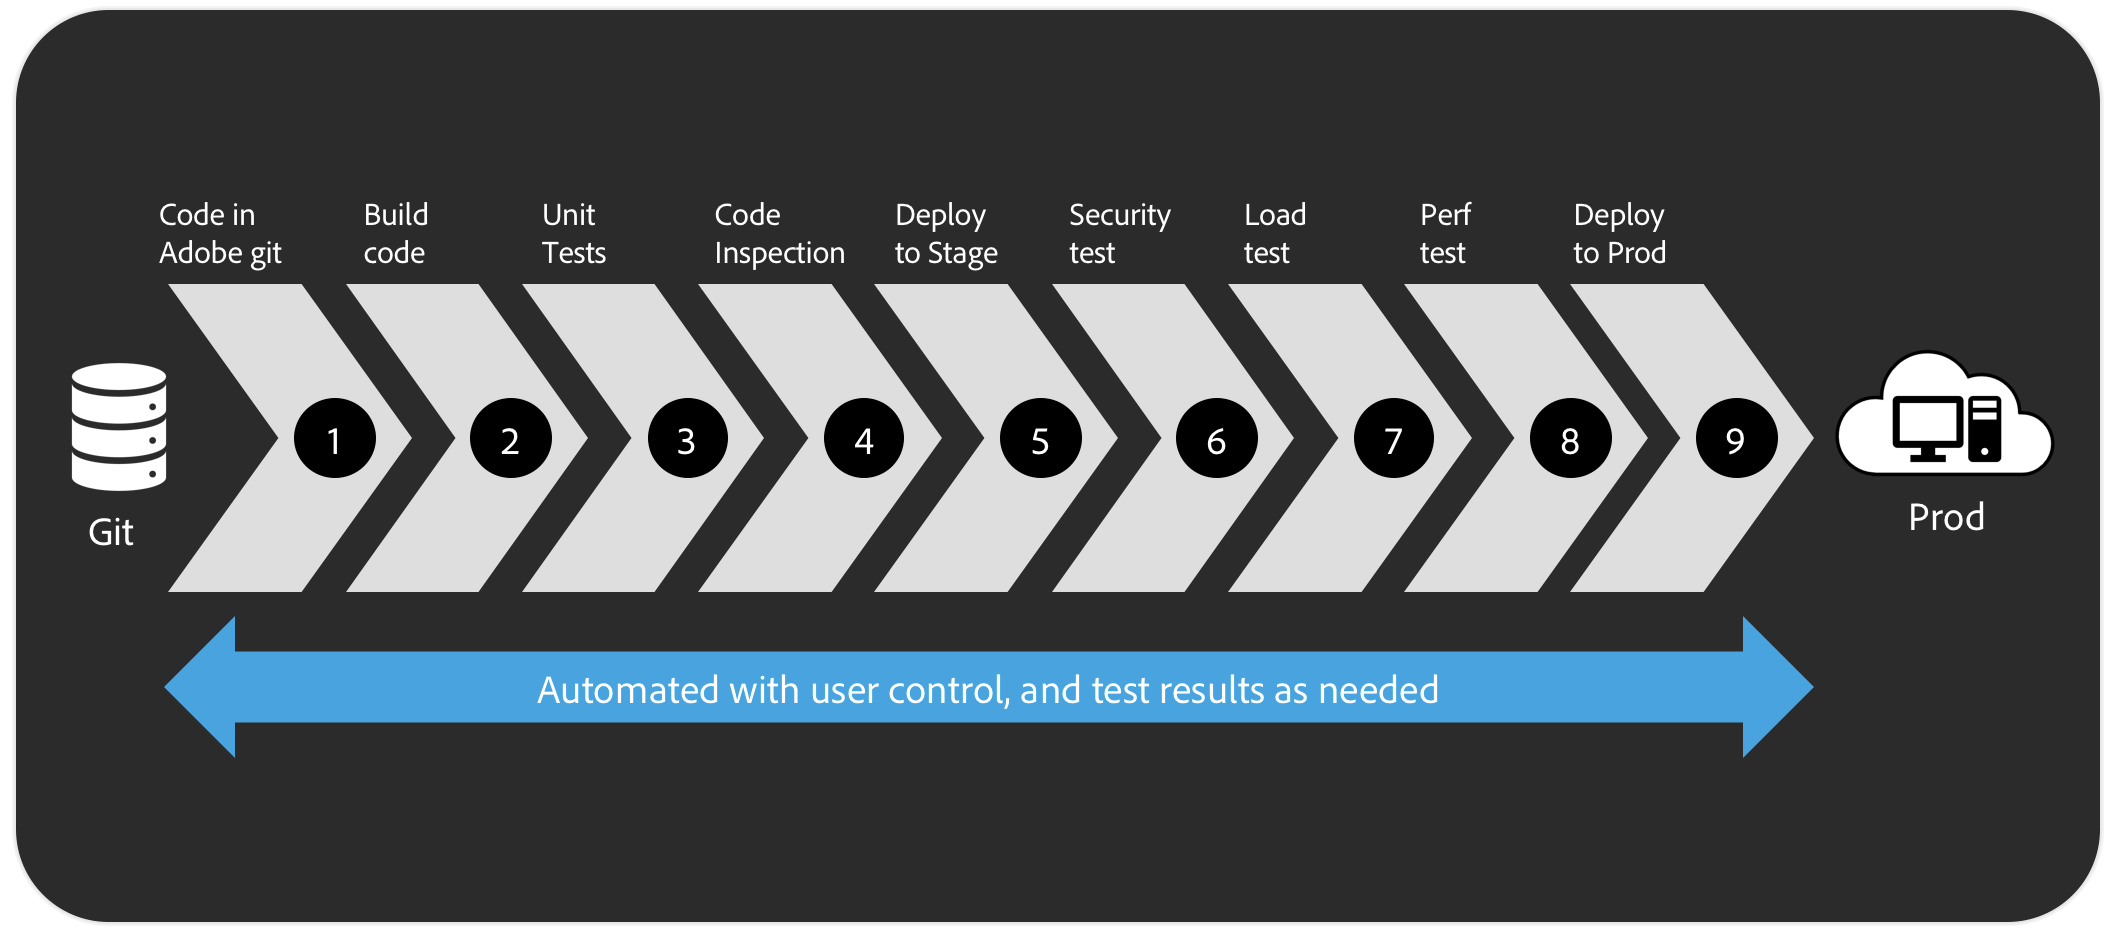 Code in
Adobe git
Build
code
Unit
Tests
Code
Inspection
Deploy
to Stage
Security
test
Load
test
Perf
test
Deploy
to Prod
1
2
3
4
5
6
7
8
9
Git
Prod
Automated with user control, and test results as needed